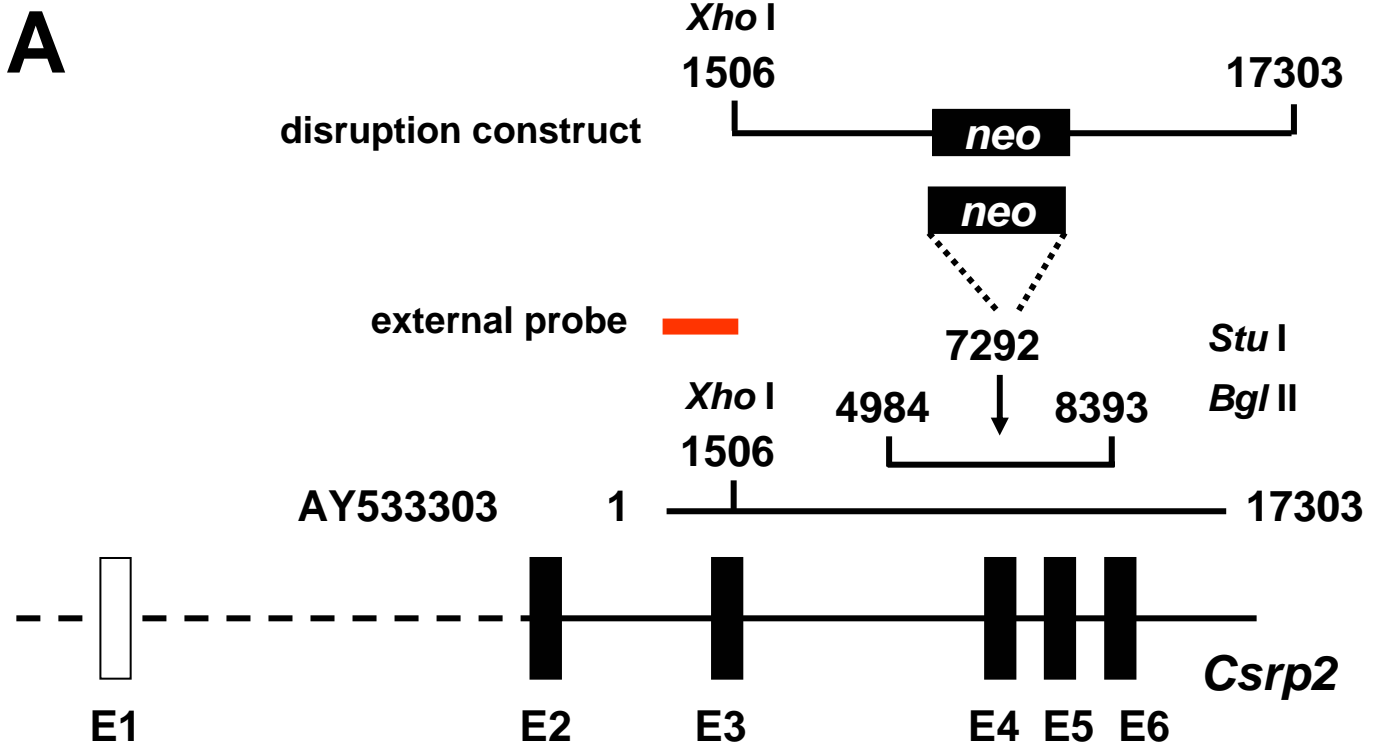 A
Xho I
1506 17303
disruption construct
neo
neo
external probe
7292
Stu I
Xho I
4984 8393
Bgl II
1506
AY533303 1 17303
Csrp2
E1 E2 E3 E4 E5 E6